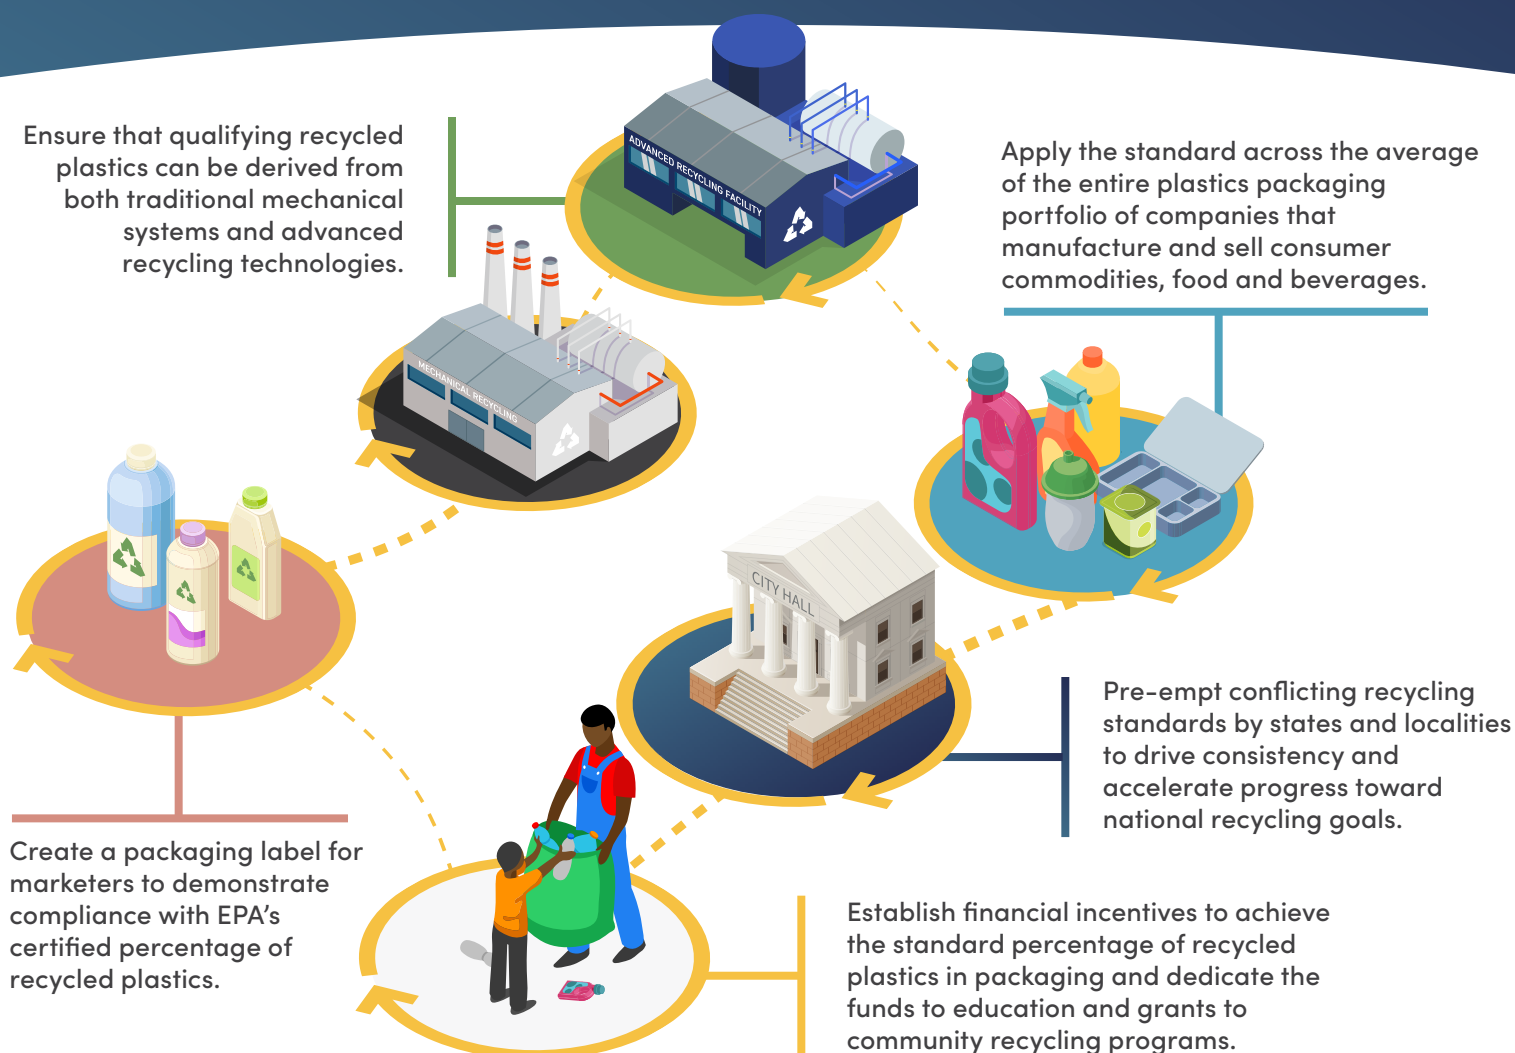 Ensure that qualifying recycled
plastics can be derived from
both traditional mechanical
systems and advanced
recycling technologies.
ADVANCED RECYCLING FACILITY
Apply the standard across the average
of the entire plastics packaging
portfolio of companies that
manufacture and sell consumer
commodities, food and beverages.
MECHANICAL RECYCLING
CITY HALL
Pre-empt conflicting recycling
standards by states and localities
to drive consistency and
accelerate progress toward
national recycling goals.
Create a packaging label for
marketers to demonstrate
compliance with EPA’s
certified percentage of
recycled plastics.
Establish financial incentives to achieve
the standard percentage of recycled
plastics in packaging and dedicate the
funds to education and grants to
community recycling programs.